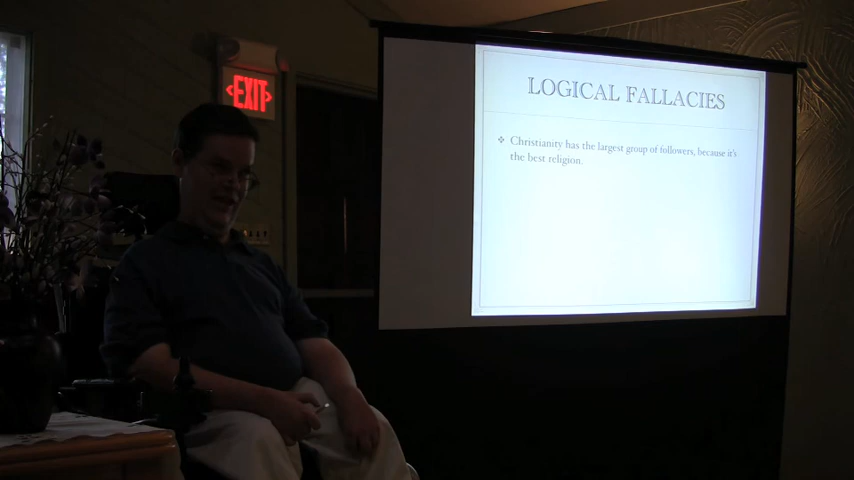 EXIT
LOGICAL FALLACIES
Christianity has the largest group of followers, because it's
the best religion.